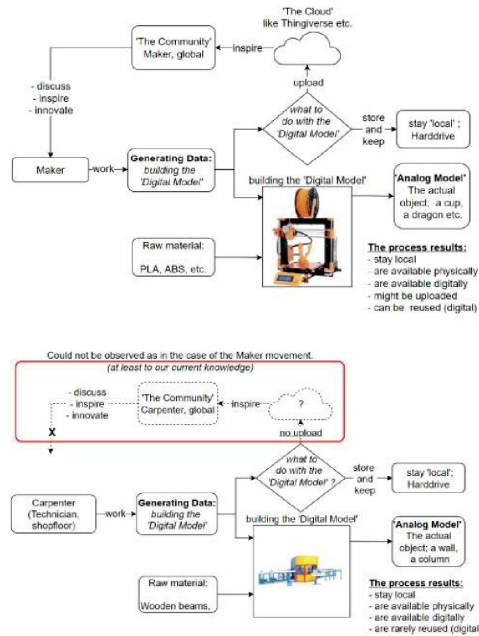 'The Cloud'
like Thingiverse etc.
'The Community'
Maker, global
inspire
upload
- discuss
- inspire
- innovate
what to
do with the
'Digital Model'
store
and
keep
stay 'local' ;
Harddrive
Maker
work
Generating Data:
building the
'Digital Model'
building the 'Digital Model'
'Analog Model'
The actual
object; a cup,
a dragon etc.
Raw material:
PLA, ABS, etc.
The process results:
- stay local
- are available physically
- are available digitally
- might be uploaded
- can be reused (digital)
Could not be observed as in the case of the Maker movement.
(at least to our current knowledge)
- discuss
- inspire
- innovate
X
'The Community'
Carpenter, global
inspire
?
no upload
what to
do with the
'Digital Model' ?
store
and
keep
stay 'local';
Harddrive
Carpenter
(Technician,
shopfloor)
work
Generating Data:
building the
'Digital Model'
building the 'Digital Model'
'Analog Model'
The actual
object; a wall,
a column
Raw material:
Wooden beams,
The process results:
- stay local
- are available physically
- are available digitally
- are rarely reused (digital